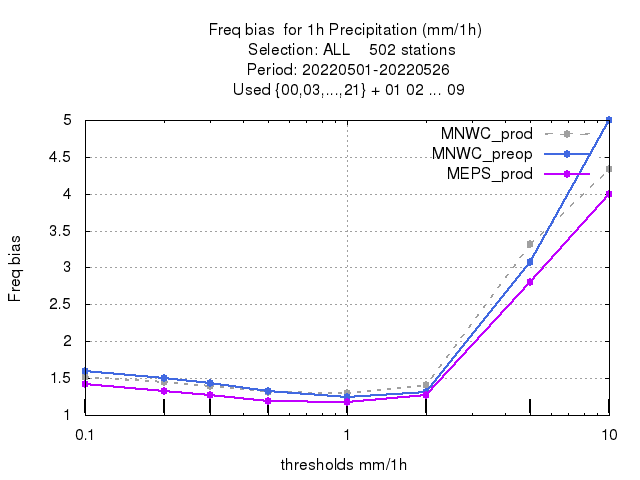 Freq bias  for 1h Precipitation (mm/1h)
Selection: ALL    502 stations
Period: 20220501-20220526
Used {00,03,...,21} + 01 02 ... 09
MNWC_prod
MNWC_preop
MEPS_prod
Freq bias
5
4.5
4
3.5
3
2.5
2
1.5
1
0.1
1
10
thresholds mm/1h